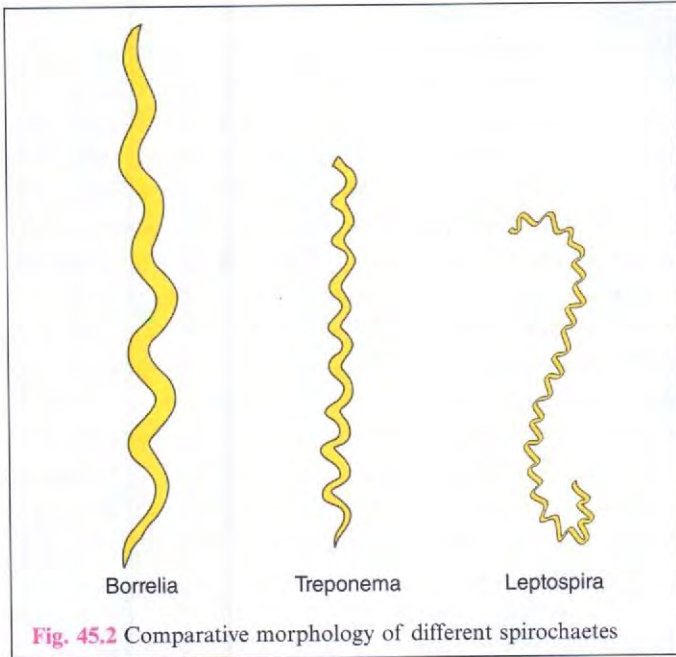 Borrelia Treponema Leptospira
Fig. 45.2 Comparative morphology of different spirochaetes